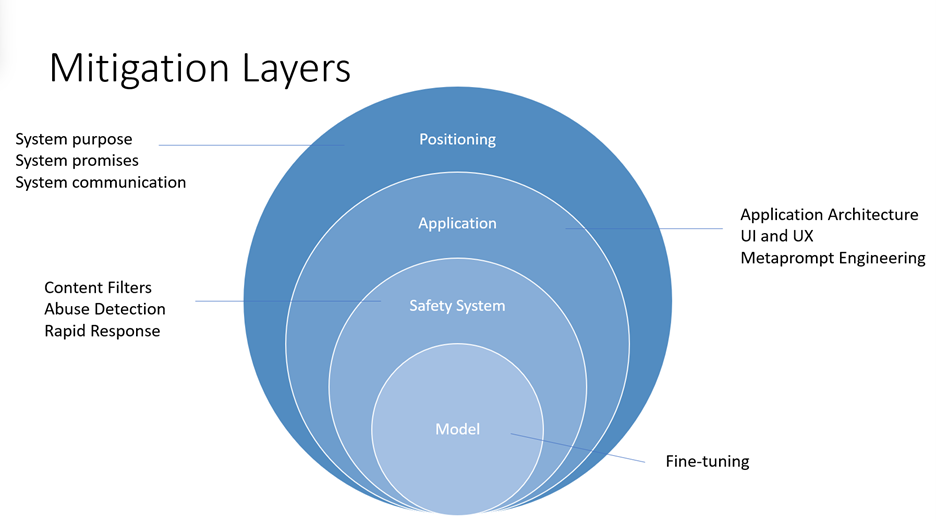 Mitigation Layers
System purpose
System promises
System communication
Positioning
Application
Application Architecture
UI and UX
Metaprompt Engineering
Content Filters
Abuse Detection
Rapid Response
Safety System
Model
Fine-tuning